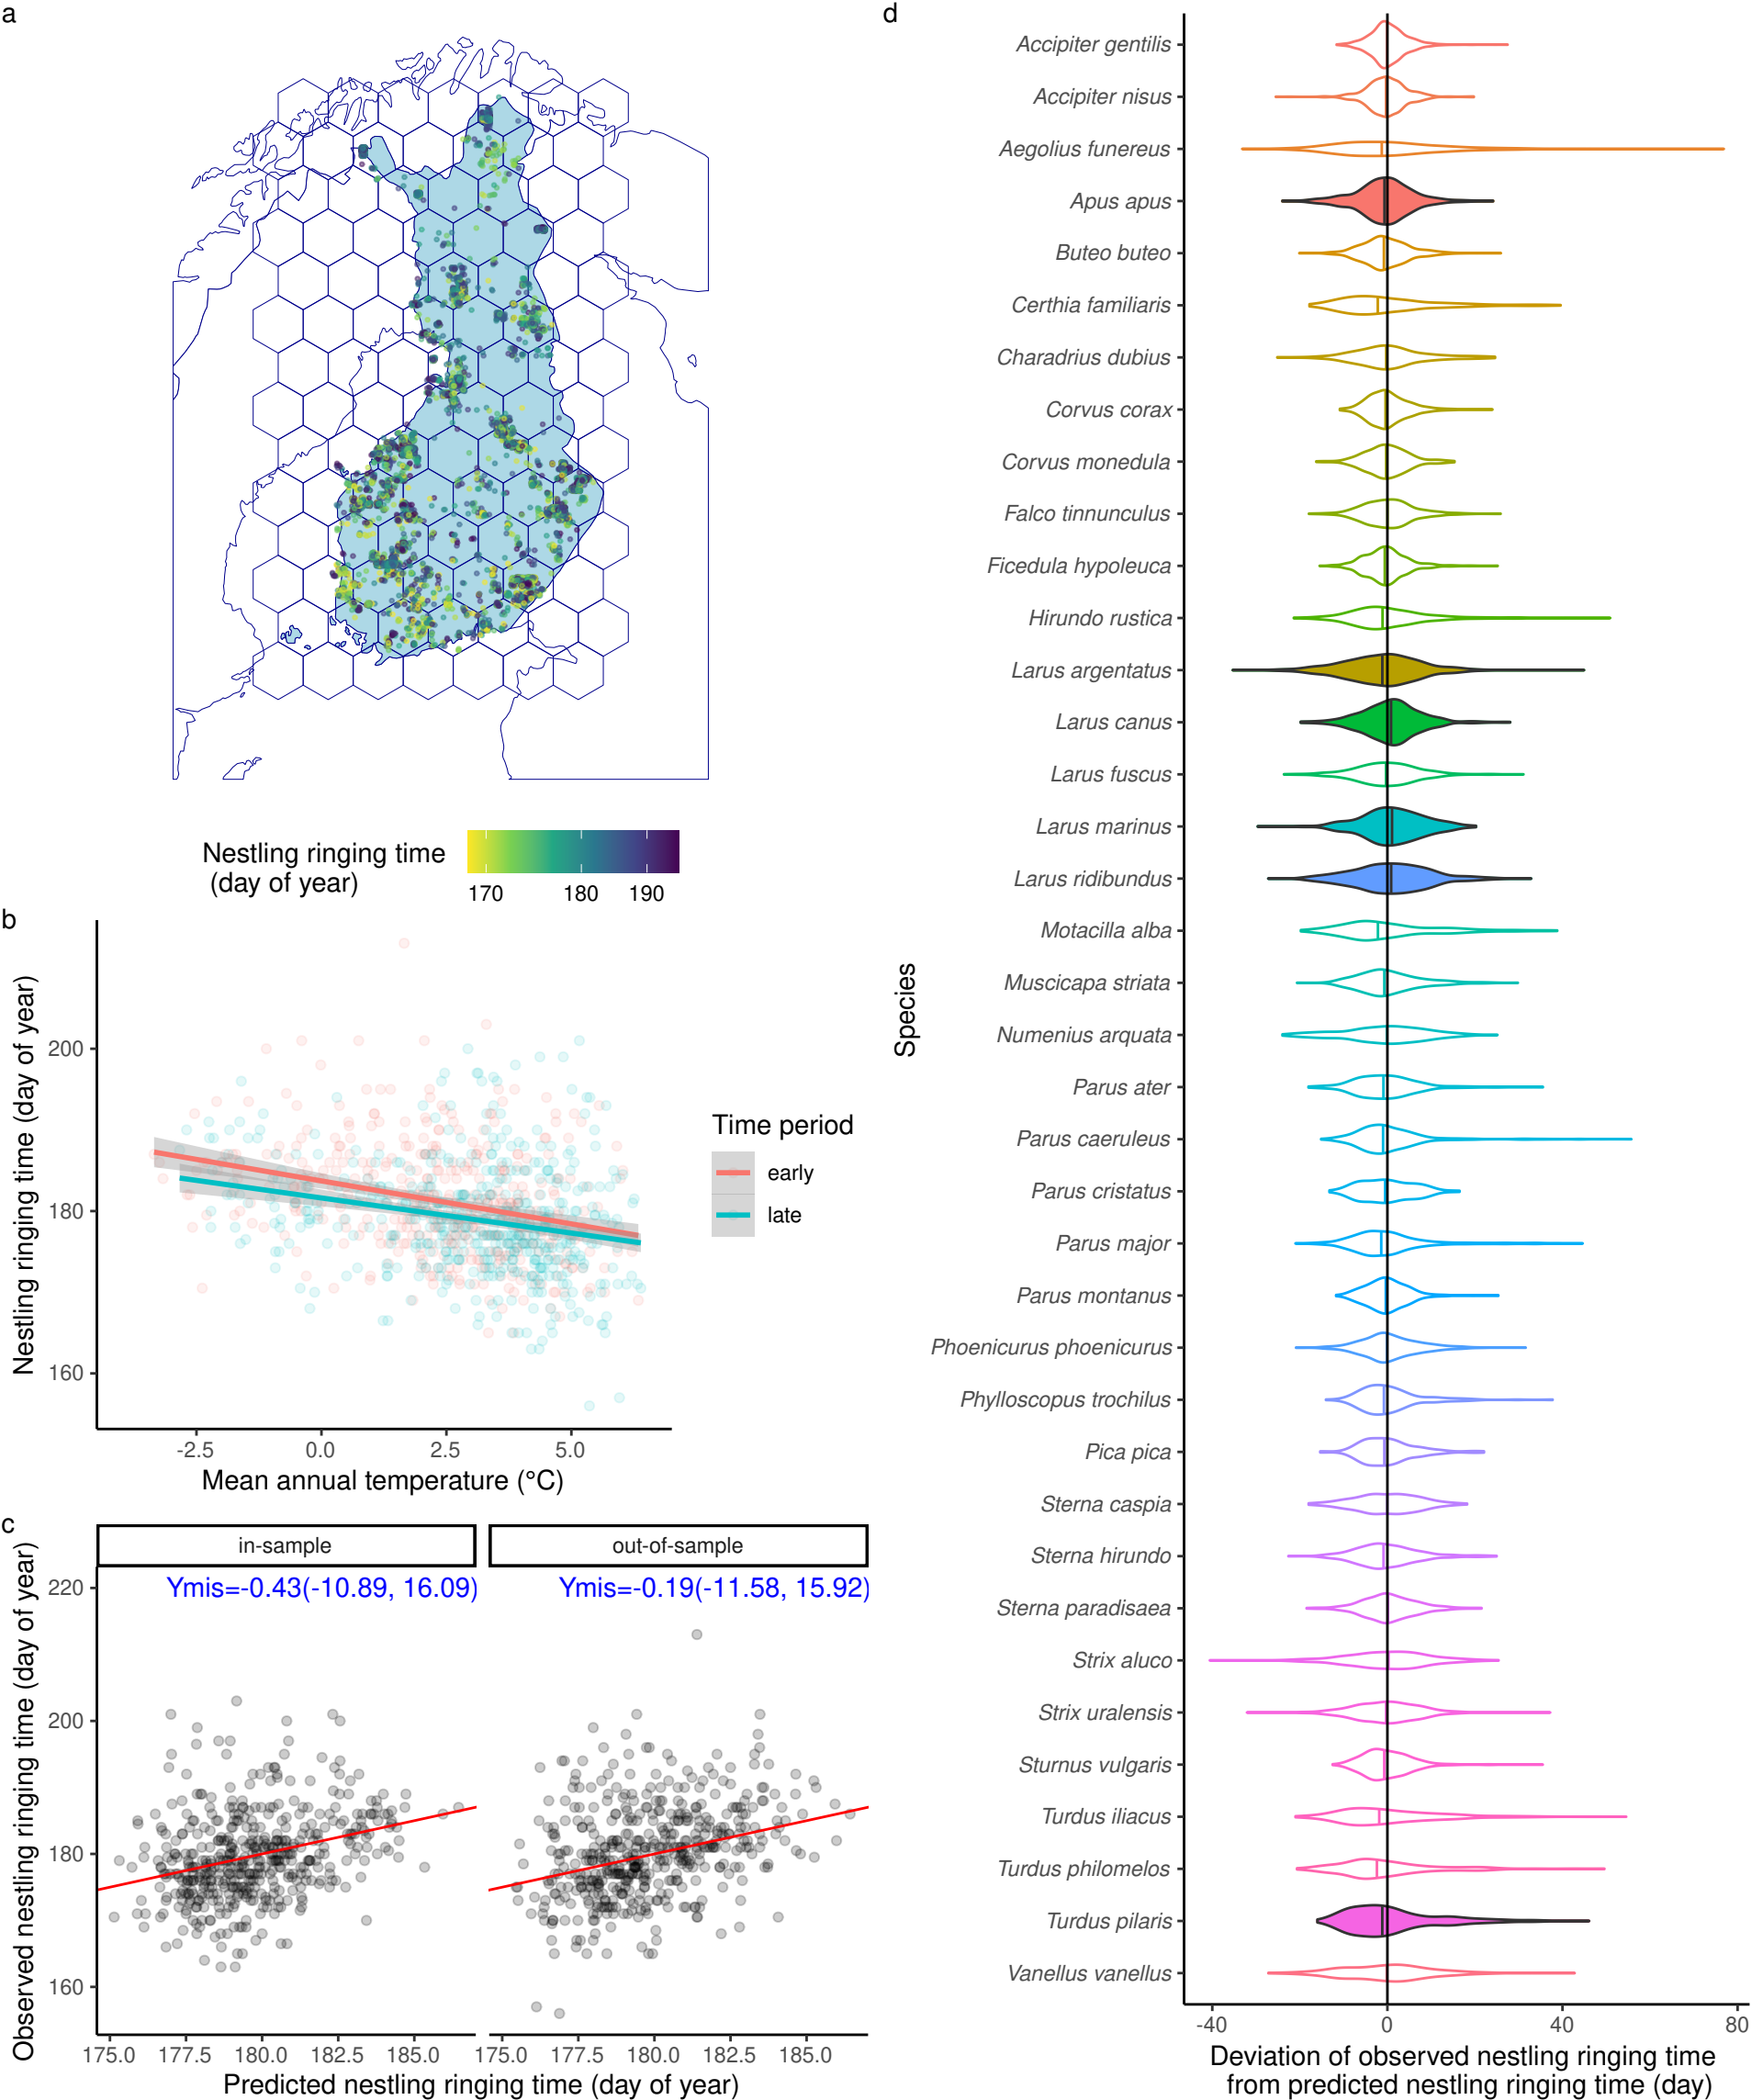 a
Nestling ringing time
(day of year)
170 180 190
b
Nestling ringing time (day of year)
200
180
160
-2.5 0.0 2.5 5.0
Mean annual temperature (°C)
Time period
early
late
c
in-sample out-of-sample
Ymis=-0.43(-10.89, 16.09) Ymis=-0.19(-11.58, 15.92)
Observed nestling ringing time (day of year)
220
200
180
160
175.0 177.5 180.0 182.5 185.0 175.0 177.5 180.0 182.5 185.0
Predicted nestling ringing time (day of year)
d
Species
Accipiter gentilis
Accipiter nisus
Aegolius funereus
Apus apus
Buteo buteo
Certhia familiaris
Charadrius dubius
Corvus corax
Corvus monedula
Falco tinnunculus
Ficedula hypoleuca
Hirundo rustica
Larus argentatus
Larus canus
Larus fuscus
Larus marinus
Larus ridibundus
Motacilla alba
Muscicapa striata
Numenius arquata
Parus ater
Parus caeruleus
Parus cristatus
Parus major
Parus montanus
Phoenicurus phoenicurus
Phylloscopus trochilus
Pica pica
Sterna caspia
Sterna hirundo
Sterna paradisaea
Strix aluco
Strix uralensis
Sturnus vulgaris
Turdus iliacus
Turdus philomelos
Turdus pilaris
Vanellus vanellus
-40 0 40 80
Deviation of observed nestling ringing time
from predicted nestling ringing time (day)